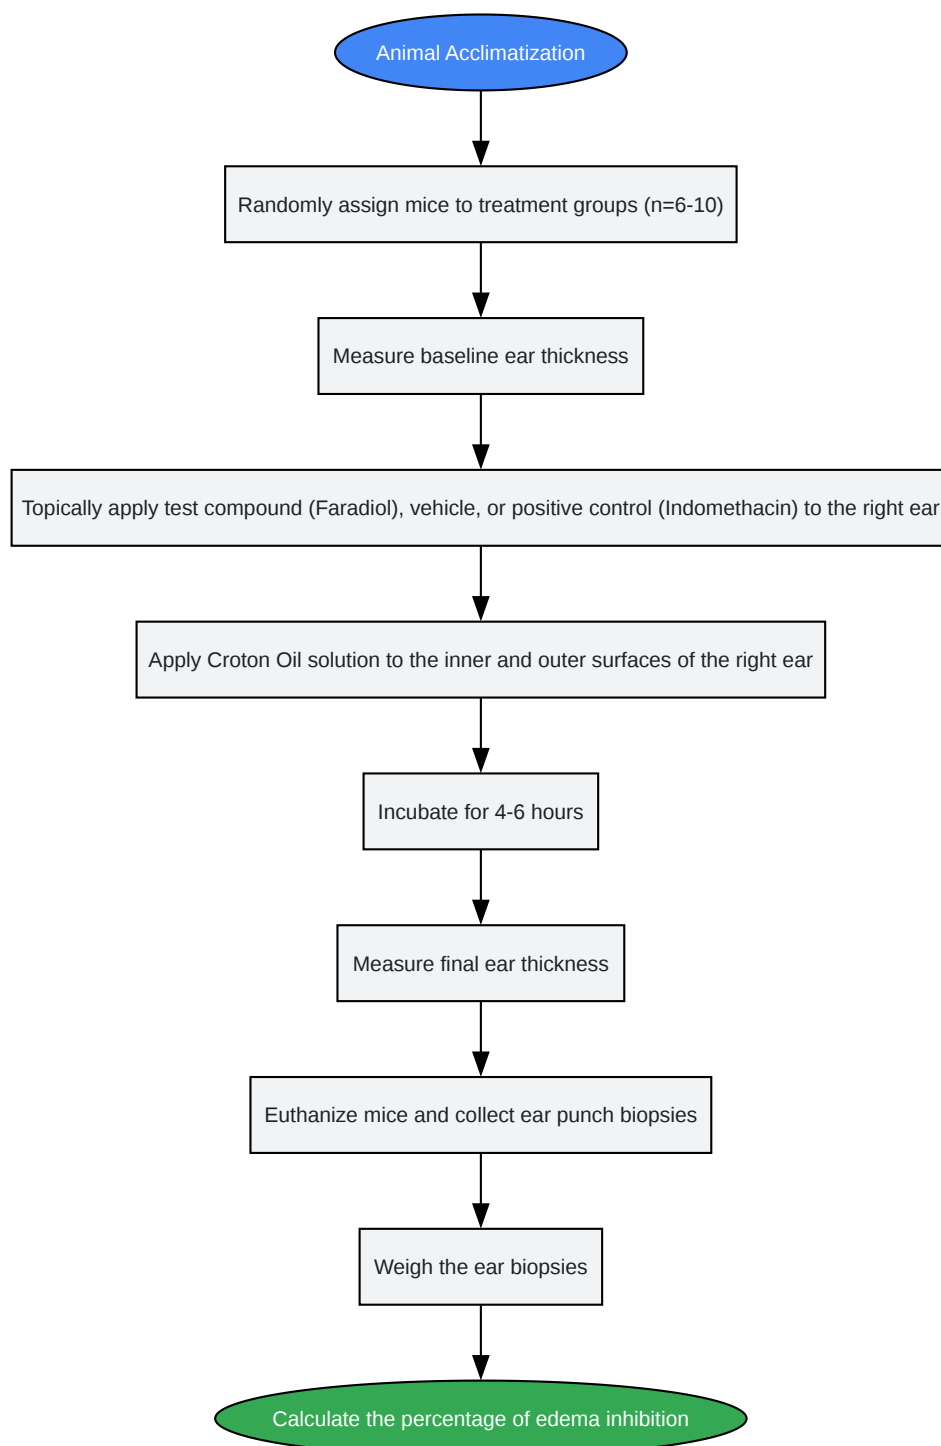 Animal Acclimatization
Randomly assign mice to treatment groups (n=6-10)
Measure baseline ear thickness
Topically apply test compound (Faradiol), vehicle, or positive control (Indomethacin) to the right ear
Apply Croton Oil solution to the inner and outer surfaces of the right ear
Incubate for 4-6 hours
Measure final ear thickness
Euthanize mice and collect ear punch biopsies
Weigh the ear biopsies
Calculate the percentage of edema inhibition